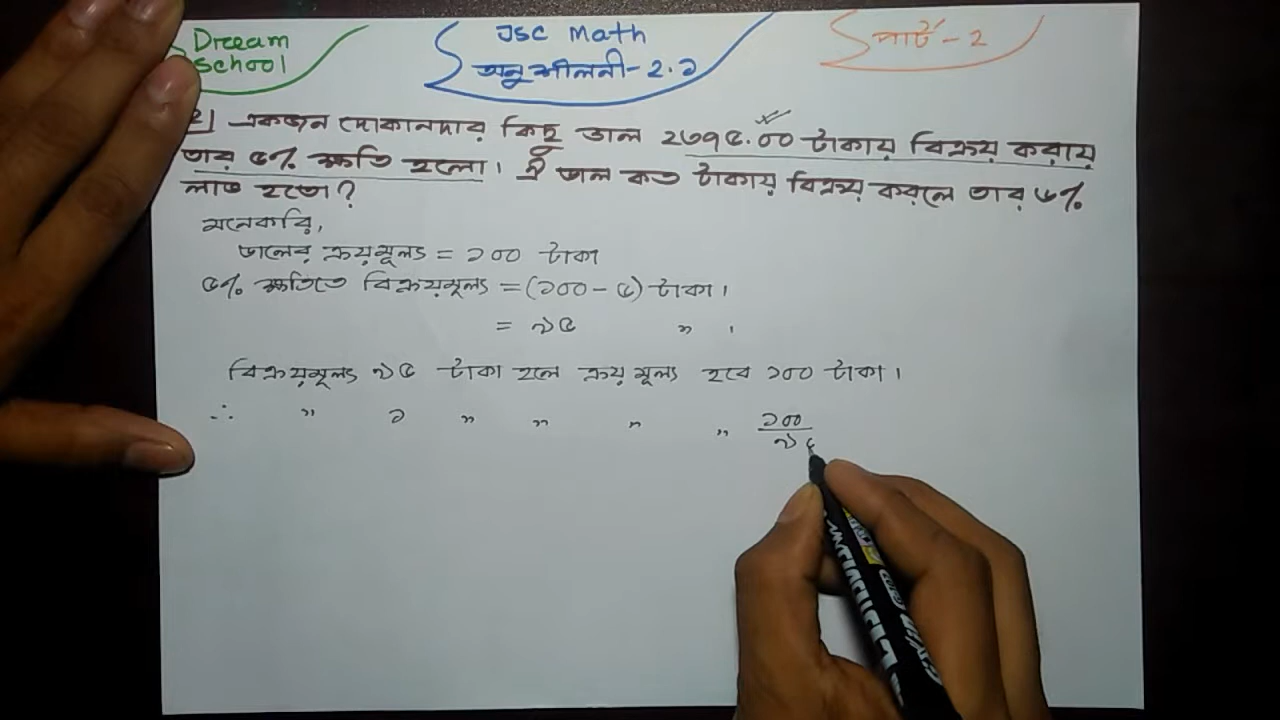 Dream
School
JSC Math
অনুশীলনী-২.১
পার্ট-২
২) একজন দোকানদার কিছু ডাল ২৩৭৫.০০ টাকায় বিক্রয় করায়
তার ৫% ক্ষতি হলো। ঐ ডাল কত টাকায় বিক্রয় করলে তার ৬%
লাভ হতো?
মনেকরি,
ডালের ক্রয়মূল্য = ১০০ টাকা
৫% ক্ষতিতে বিক্রয়মূল্য = (১০০ - ৫) টাকা।
= ৯৫ " ।
বিক্রয়মূল্য ৯৫ টাকা হলে ক্রয়মূল্য হবে ১০০ টাকা।
∴ " ১ " " " " ১০০/৯৫